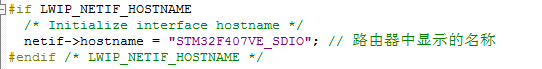 #if LWIP_NETIF_HOSTNAME
/* Initialize interface hostname */
netif->hostname = "STM32F407VE_SDIO"; // 路由器中显示的名称
#endif /* LWIP_NETIF_HOSTNAME */